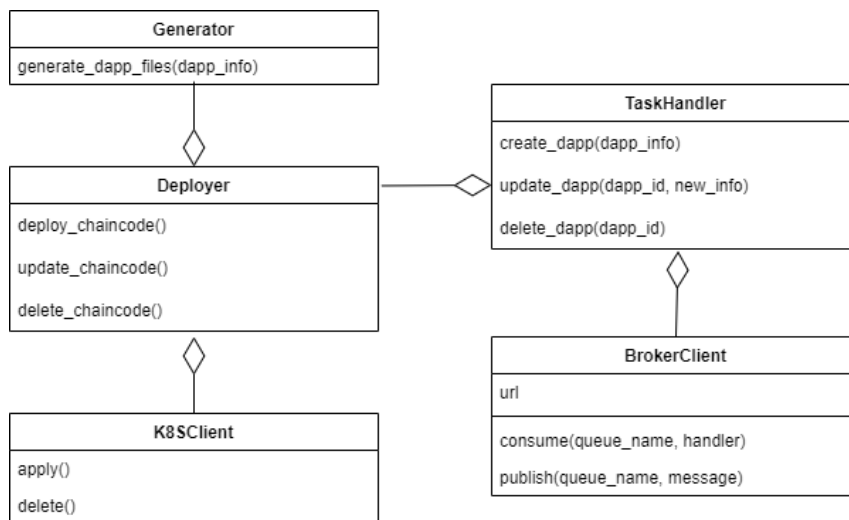 Generator
generate_dapp_files(dapp_info)
Deployer
deploy_chaincode()
update_chaincode()
delete_chaincode()
K8SClient
apply()
delete()
TaskHandler
create_dapp(dapp_info)
update_dapp(dapp_id, new_info)
delete_dapp(dapp_id)
BrokerClient
url
consume(queue_name, handler)
publish(queue_name, message)